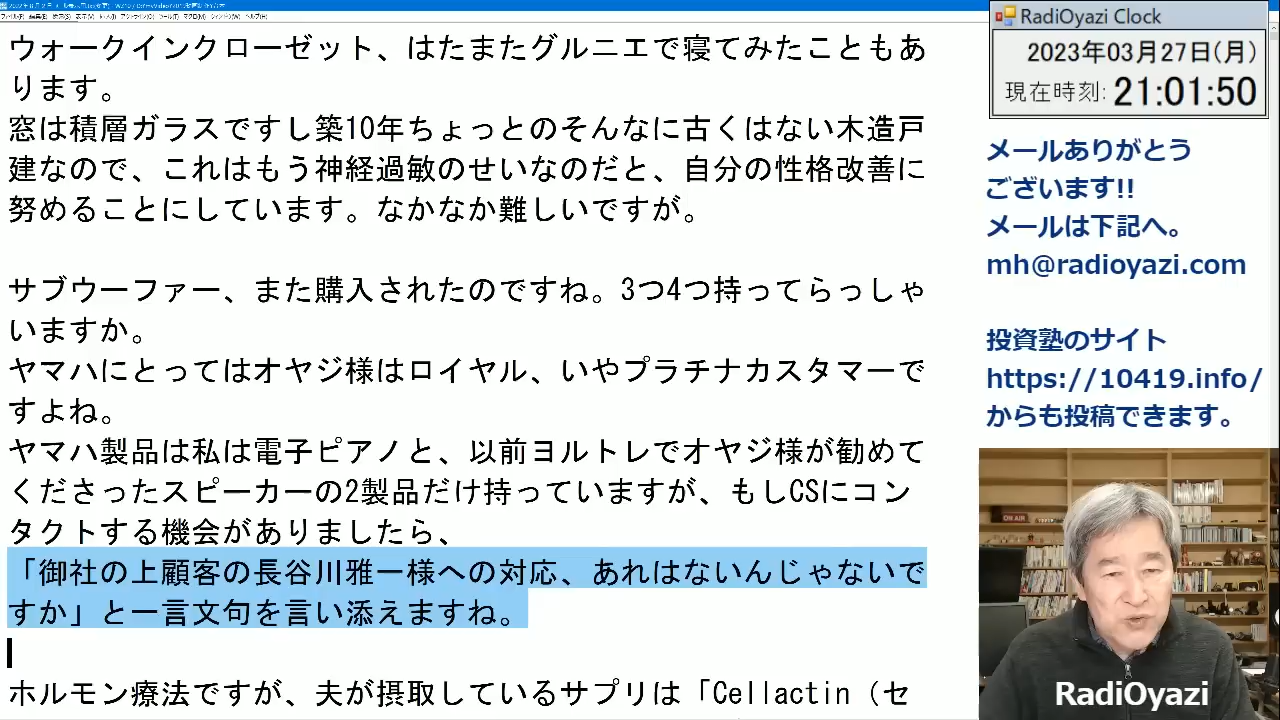 ウォークインクローゼット、はたまたグルニエで寝てみたこともあ
ります。
窓は積層ガラスですし築10年ちょっとのそんなに古くはない木造戸
建なので、これはもう神経過敏のせいなのだと、自分の性格改善に
努めることにしています。なかなか難しいですが。
サブウーファー、また購入されたのですね。3つ4つ持ってらっしゃ
いますか。
ヤマハにとってはオヤジ様はロイヤル、いやプラチナカスタマーで
すよね。
ヤマハ製品は私は電子ピアノと、以前ヨルトレでオヤジ様が勧めて
くださったスピーカーの2製品だけ持っていますが、もしCSにコン
タクトする機会がありましたら、
「御社の上顧客の長谷川雅一様への対応、あれはないんじゃないで
すか」と一言文句を言い添えますね。
ホルモン療法ですが、夫が摂取しているサプリは「Cellactin（セ
RadiOyazi Clock
2023年03月27日(月)
現在時刻: 21:01:50
メールありがとう
ございます!!
メールは下記へ。
mh@radioyazi.com
投資塾のサイト
https://10419.info/
からも投稿できます。
ON AIR
RadiOyazi